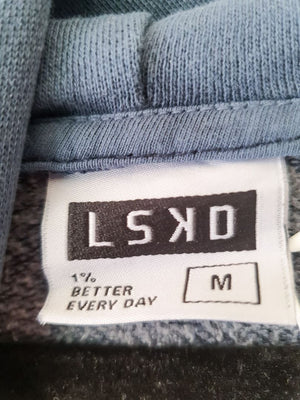 LSKD
1%
BETTER
EVERY DAY
M